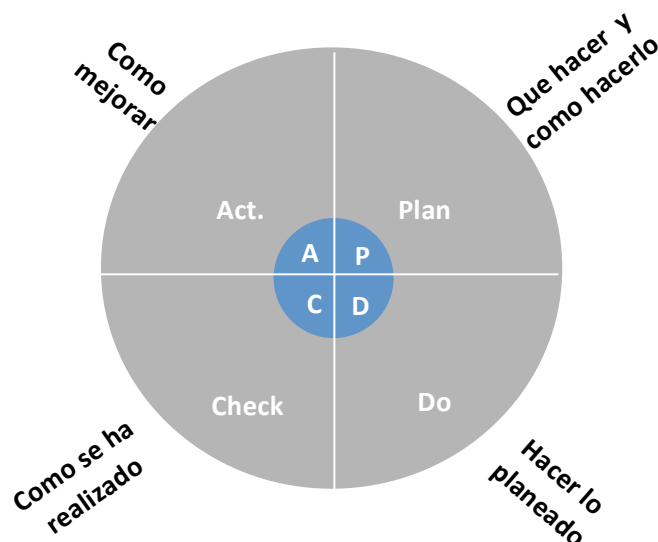 Como
mejorar
Que hacer y
como hacerlo
Act.
Plan
A
P
C
D
Check
Do
Como se ha
realizado
Hacer lo
planeado